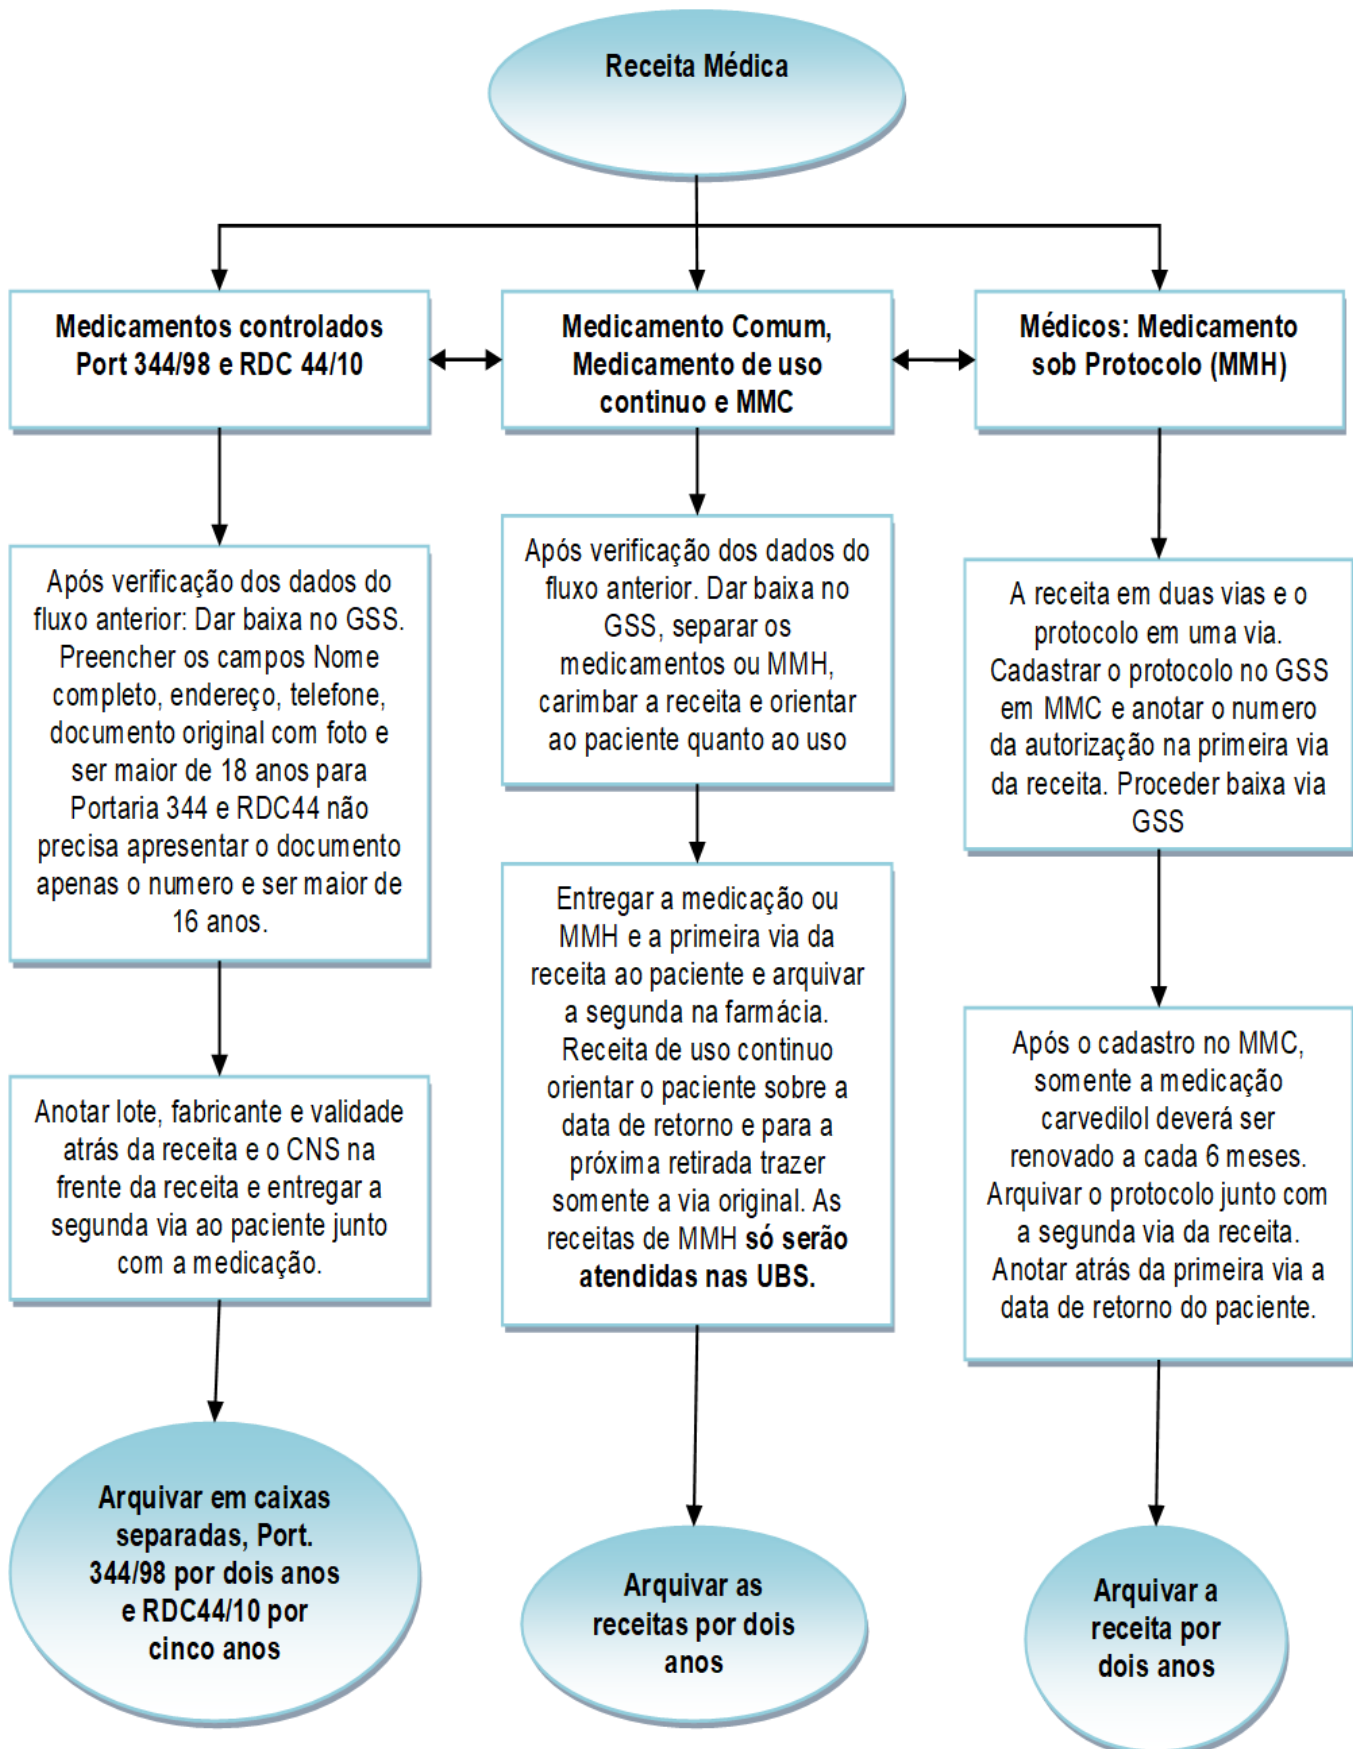 Receita Médica
Medicamentos controlados
Port 344/98 e RDC 44/10
Medicamento Comum,
Medicamento de uso
continuo e MMC
Médicos: Medicamento
sob Protocolo (MMH)
Após verificação dos dados do
fluxo anterior: Dar baixa no GSS.
Preencher os campos Nome
completo, endereço, telefone,
documento original com foto e
ser maior de 18 anos para
Portaria 344 e RDC44 não
precisa apresentar o documento
apenas o numero e ser maior de
16 anos.
Após verificação dos dados do
fluxo anterior. Dar baixa no
GSS, separar os
medicamentos ou MMH,
carimbar a receita e orientar
ao paciente quanto ao uso
A receita em duas vias e o
protocolo em uma via.
Cadastrar o protocolo no GSS
em MMC e anotar o numero
da autorização na primeira via
da receita. Proceder baixa via
GSS
Anotar lote, fabricante e validade
atrás da receita e o CNS na
frente da receita e entregar a
segunda via ao paciente junto
com a medicação.
Entregar a medicação ou
MMH e a primeira via da
receita ao paciente e arquivar
a segunda na farmácia.
Receita de uso continuo
orientar o paciente sobre a
data de retorno e para a
próxima retirada trazer
somente a via original. As
receitas de MMH só serão
atendidas nas UBS.
Após o cadastro no MMC,
somente a medicação
carvedilol deverá ser
renovado a cada 6 meses.
Arquivar o protocolo junto com
a segunda via da receita.
Anotar atrás da primeira via a
data de retorno do paciente.
Arquivar em caixas
separadas, Port.
344/98 por dois anos
e RDC44/10 por
cinco anos
Arquivar as
receitas por dois
anos
Arquivar a
receita por
dois anos